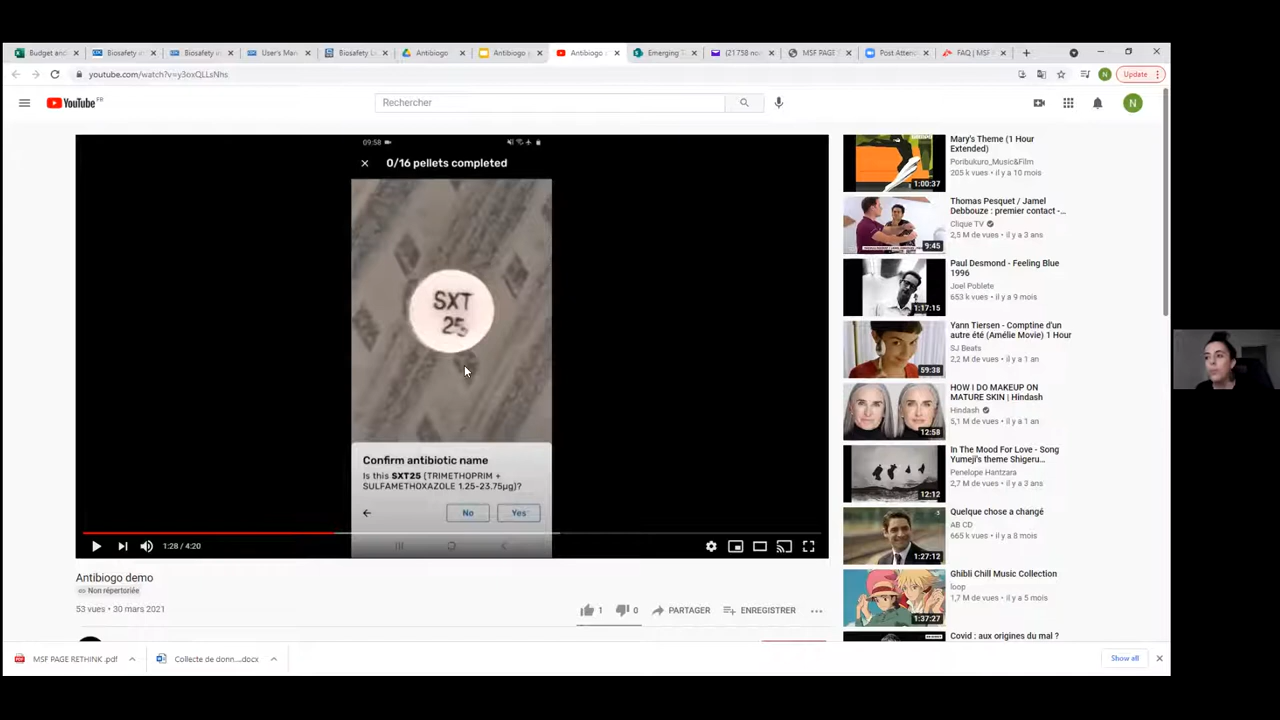 Budget and
Biosafety i
Biosafety in
User's Man
Biosafety Le
Antibiogo
Antibiogo
Antibiogo
Emerging T
(21 758 no
MSF PAGE
Post Attend
FAQ | MSF
youtube.com/watch?v=y3oxQLLsNhs
Update
YouTube FR
Rechercher
N
09:58
0/16 pellets completed
SXT
25
Confirm antibiotic name
Is this SXT25 (TRIMETHOPRIM +
SULFAMETHOXAZOLE 1.25-23.75µg)?
No
Yes
1:28 / 4:20
Antibiogo demo
Non répertoriée
53 vues • 30 mars 2021
1
0
PARTAGER
ENREGISTRER
Mary's Theme (1 Hour
Extended)
Poribukuro_Music&Film
205 k vues • il y a 10 mois
1:00:37
Thomas Pesquet / Jamel
Debbouze : premier contact -...
Clique TV
2,5 M de vues • il y a 3 ans
9:45
Paul Desmond - Feeling Blue
1996
Joel Poblete
653 k vues • il y a 9 mois
1:17:15
Yann Tiersen - Comptine d'un
autre été (Amélie Movie) 1 Hour
SJ Beats
2,2 M de vues • il y a 1 an
59:38
HOW I DO MAKEUP ON
MATURE SKIN | Hindash
Hindash
5,1 M de vues • il y a 1 an
12:58
In The Mood For Love - Song
Yumeji's theme Shigeru...
Penelope Hantzara
2,7 M de vues • il y a 3 ans
12:12
Quelque chose a changé
AB CD
665 k vues • il y a 8 mois
1:27:12
Ghibli Chill Music Collection
loop
1,7 M de vues • il y a 5 mois
1:37:27
Covid : aux origines du mal ?
MSF PAGE RETHINK .pdf
Collecte de donn....docx
Show all